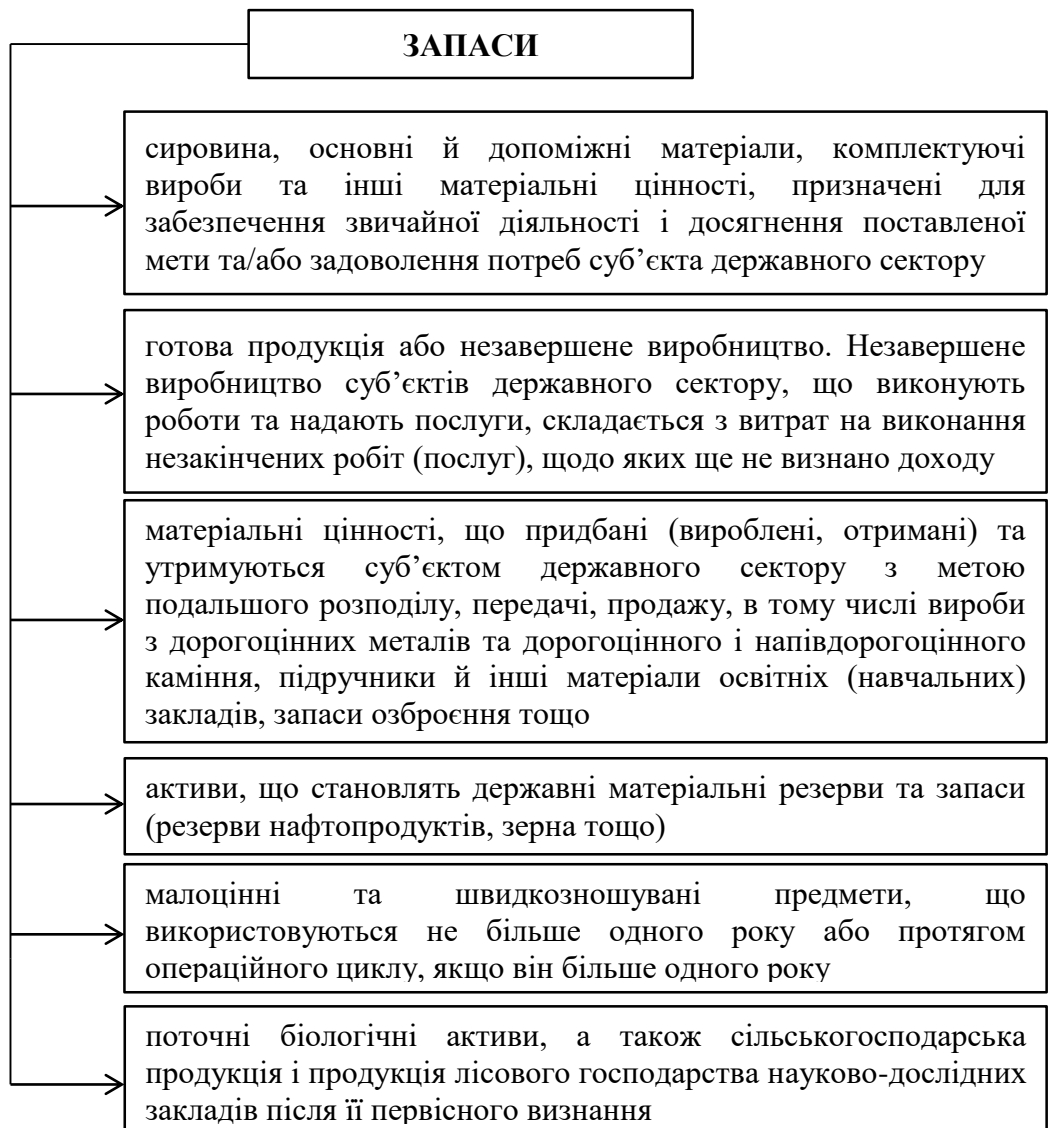 ЗАПАСИ
сировина, основні й допоміжні матеріали, комплектуючі
вироби та інші матеріальні цінності, призначені для
забезпечення звичайної діяльності і досягнення поставленої
мети та/або задоволення потреб суб’єкта державного сектору
готова продукція або незавершене виробництво. Незавершене
виробництво суб’єктів державного сектору, що виконують
роботи та надають послуги, складається з витрат на виконання
незакінчених робіт (послуг), щодо яких ще не визнано доходу
матеріальні цінності, що придбані (вироблені, отримані) та
утримуються суб’єктом державного сектору з метою
подальшого розподілу, передачі, продажу, в тому числі вироби
з дорогоцінних металів та дорогоцінного і напівдорогоцінного
каміння, підручники й інші матеріали освітніх (навчальних)
закладів, запаси озброєння тощо
активи, що становлять державні матеріальні резерви та запаси
(резерви нафтопродуктів, зерна тощо)
малоцінні та швидкозношувані предмети, що
використовуються не більше одного року або протягом
операційного циклу, якщо він більше одного року
поточні біологічні активи, а також сільськогосподарська
продукція і продукція лісового господарства науково-дослідних
закладів після її первісного визнання